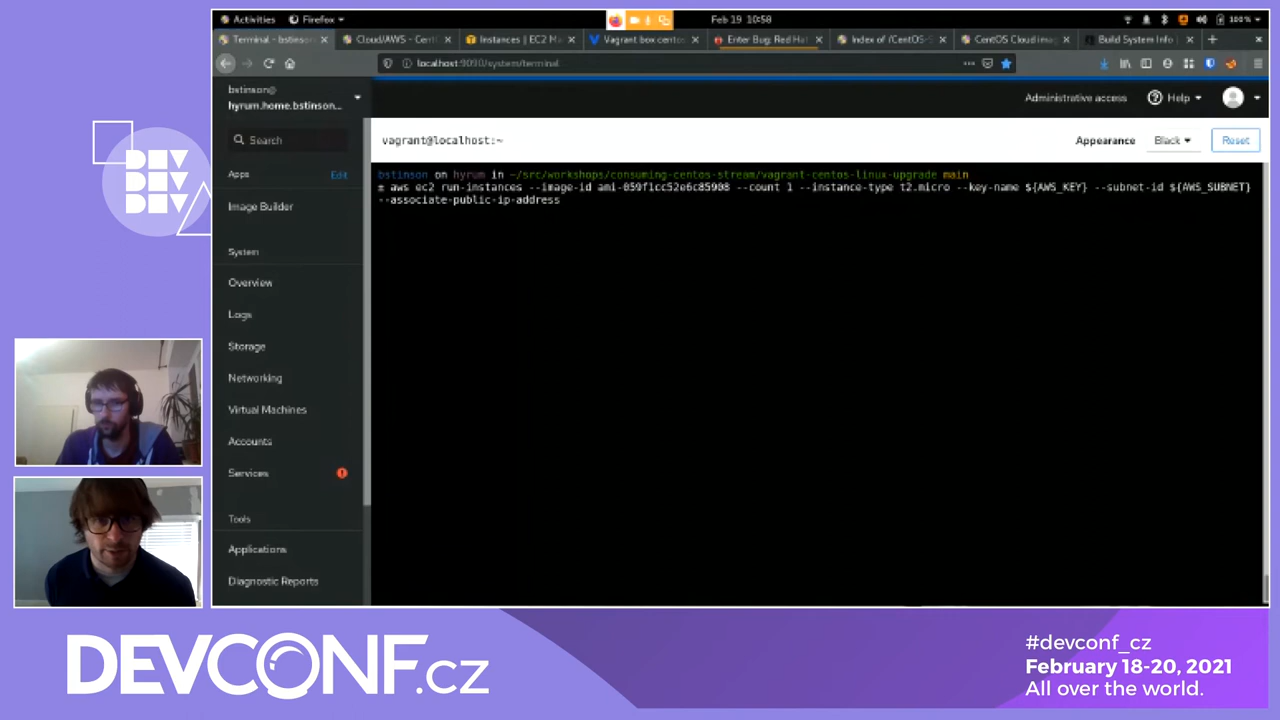 Activities
Firefox
Feb 19 10:58
100%
Terminal - bstinson
Cloud/AWS - Cent
Instances | EC2 M
Vagrant box centos
Enter Bug: Red Hat
Index of /CentOS-S
CentOS Cloud imag
Build System Info
localhost:9090/system/terminal
bstinson@
hyrum.home.bstinson...
Administrative access
Help
Search
vagrant@localhost:~
Appearance
Black
Reset
Apps
Edit
Image Builder
System
Overview
Logs
Storage
Networking
Virtual Machines
Accounts
Services
Tools
Applications
Diagnostic Reports
bstinson on hyrum in ~/src/workshops/consuming-centos-stream/vagrant-centos-linux-upgrade main
± aws ec2 run-instances --image-id ami-059f1cc52e6c85908 --count 1 --instance-type t2.micro --key-name ${AWS_KEY} --subnet-id ${AWS_SUBNET}
--associate-public-ip-address
DEV
DEV
DEVCONF.cz
#devconf_cz
February 18-20, 2021
All over the world.